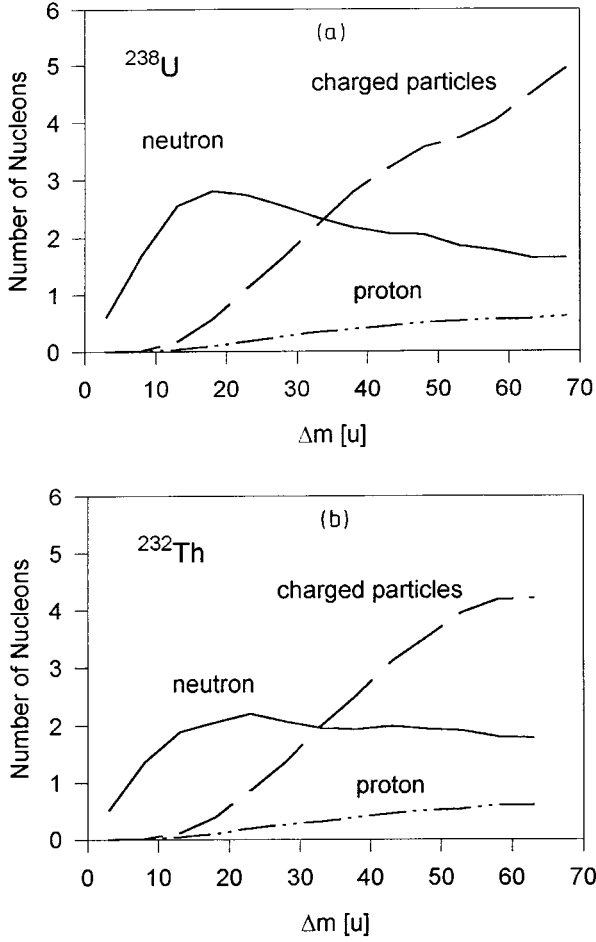 (a)
²³⁸U
charged particles
neutron
proton
Number of Nucleons
6
5
4
3
2
1
0
0 10 20 30 40 50 60 70
Δm [u]
(b)
²³²Th
charged particles
neutron
proton
Number of Nucleons
6
5
4
3
2
1
0
0 10 20 30 40 50 60 70
Δm [u]